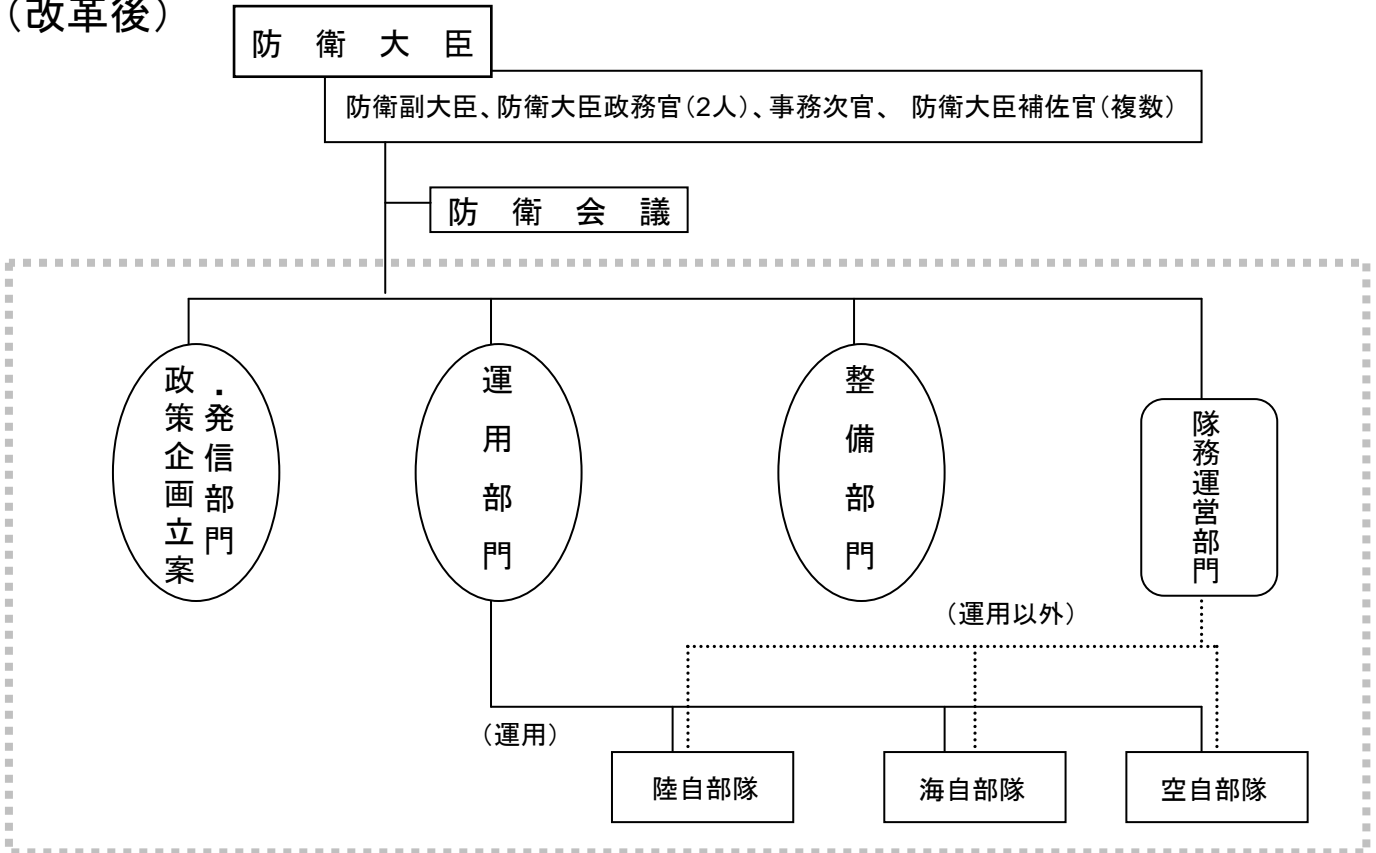 （改革後）
防衛大臣
防衛副大臣、防衛大臣政務官（2人）、事務次官、 防衛大臣補佐官（複数）
防衛会議
政策企画立案
・発信部門
運用部門
整備部門
隊務運営部門
（運用以外）
（運用）
陸自部隊
海自部隊
空自部隊